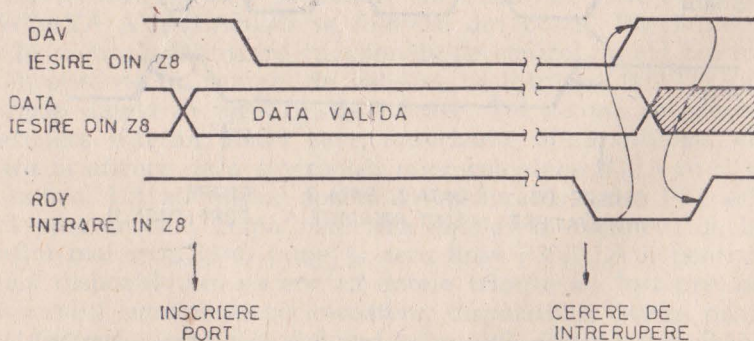 DAV
IESIRE DIN Z8
DATA
IESIRE DIN Z8
DATA VALIDA
RDY
INTRARE IN Z8
INSCRIERE
PORT
CERERE DE
INTRERUPERE